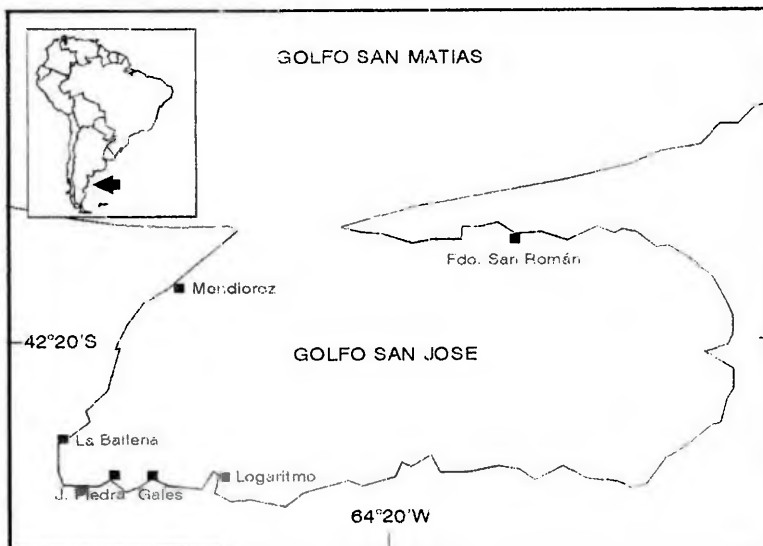 GOLFO SAN MATIAS
Fdo. San Román
Mendiorez
42°20'S
GOLFO SAN JOSE
La Ballena
Logaritmo
J. Piedra Gales
64°20'W